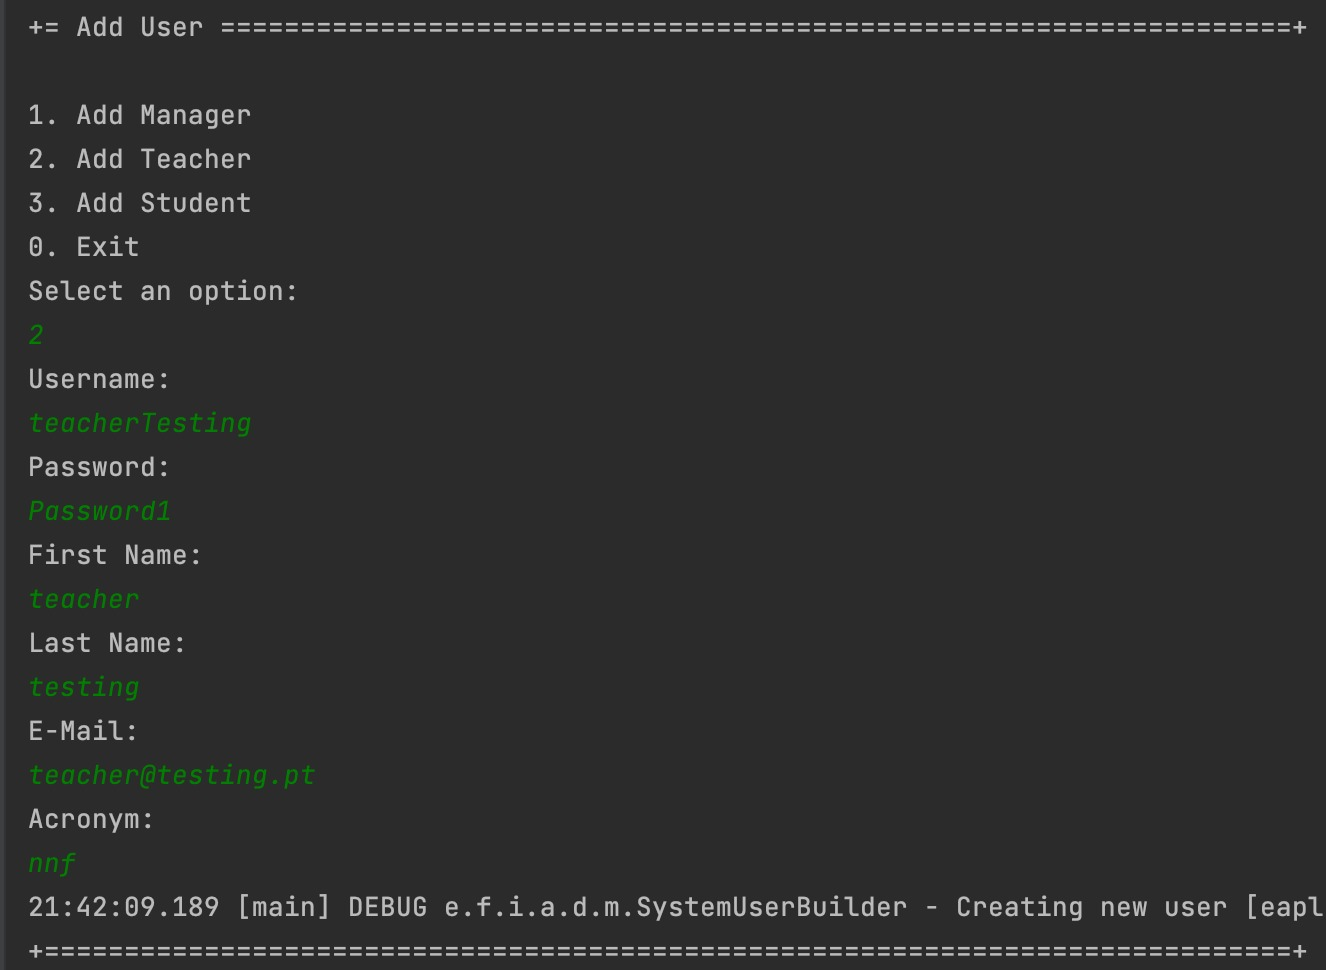 += Add User ===================================================================+
1. Add Manager
2. Add Teacher
3. Add Student
0. Exit
Select an option:
2
Username:
teacherTesting
Password:
Password1
First Name:
teacher
Last Name:
testing
E-Mail:
teacher@testing.pt
Acronym:
nnf
21:42:09.189 [main] DEBUG e.f.i.a.d.m.SystemUserBuilder - Creating new user [eapl
+==============================================================================+